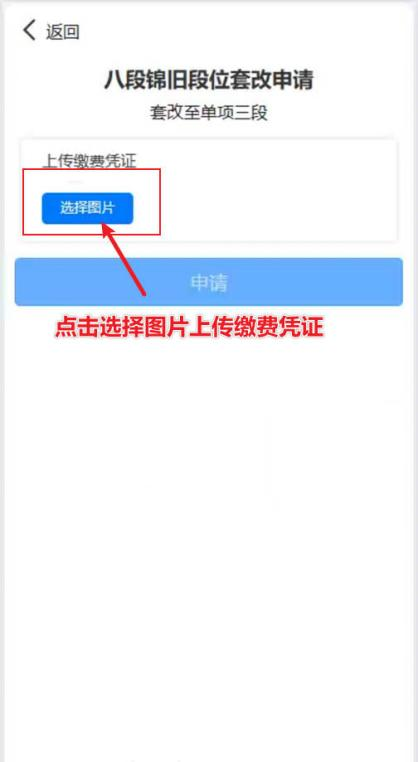 返回
八段锦旧段位套改申请
套改至单项三段
上传缴费凭证
选择图片
申请
点击选择图片上传缴费凭证